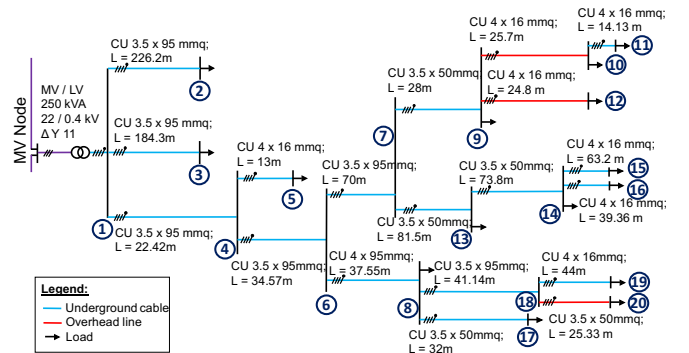 CU 3.5 x 95 mmq;
L = 226.2m
2
MV Node
MV / LV
250 kVA
22 / 0.4 kV
Δ Y 11
CU 3.5 x 95 mmq;
L = 184.3m
3
1
CU 3.5 x 95 mmq;
L = 22.42m
CU 4 x 16 mmq;
L = 13m
5
4
CU 3.5 x 95mmq;
L = 34.57m
CU 3.5 x 95mmq;
L = 70m
6
CU 4 x 95mmq;
L = 37.55m
CU 3.5 x 50mmq;
L = 28m
7
CU 3.5 x 50mmq;
L = 81.5m
CU 4 x 16 mmq;
L = 25.7m
CU 4 x 16 mmq;
L = 14.13m
11
10
CU 4 x 16 mmq;
L = 24.8 m
12
9
CU 3.5 x 50mmq;
L = 73.8m
13
CU 4 x 16 mmq;
L = 63.2 m
15
16
14
CU 4 x 16 mmq;
L = 39.36 m
8
CU 3.5 x 95mmq;
L = 41.14m
CU 3.5 x 50mmq;
L = 32m
17
CU 4 x 16mmq;
L = 44m
19
18
20
CU 3.5 x 50mmq;
L = 25.33 m
Legend:
Underground cable
Overhead line
Load